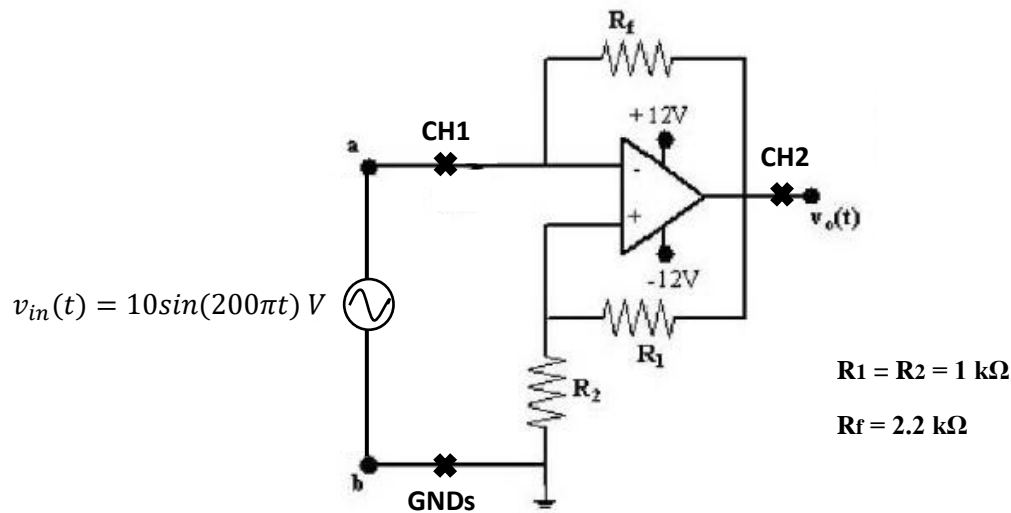 Rf
+12V
CH1
CH2
a
-
+
vo(t)
-12V
vin(t) = 10sin(200πt) V
R1
R2
R1 = R2 = 1 kΩ
Rf = 2.2 kΩ
b
GNDs